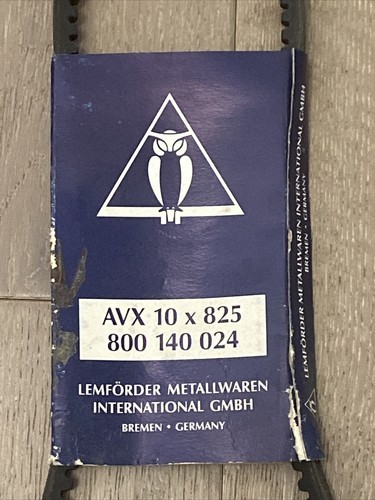 AVX 10 x 825
800 140 024
LEMFÖRDER METALLWAREN
INTERNATIONAL GMBH
BREMEN • GERMANY
LEMFÖRDER METALLWAREN INTERNATIONAL GMBH
BREMEN • GERMANY